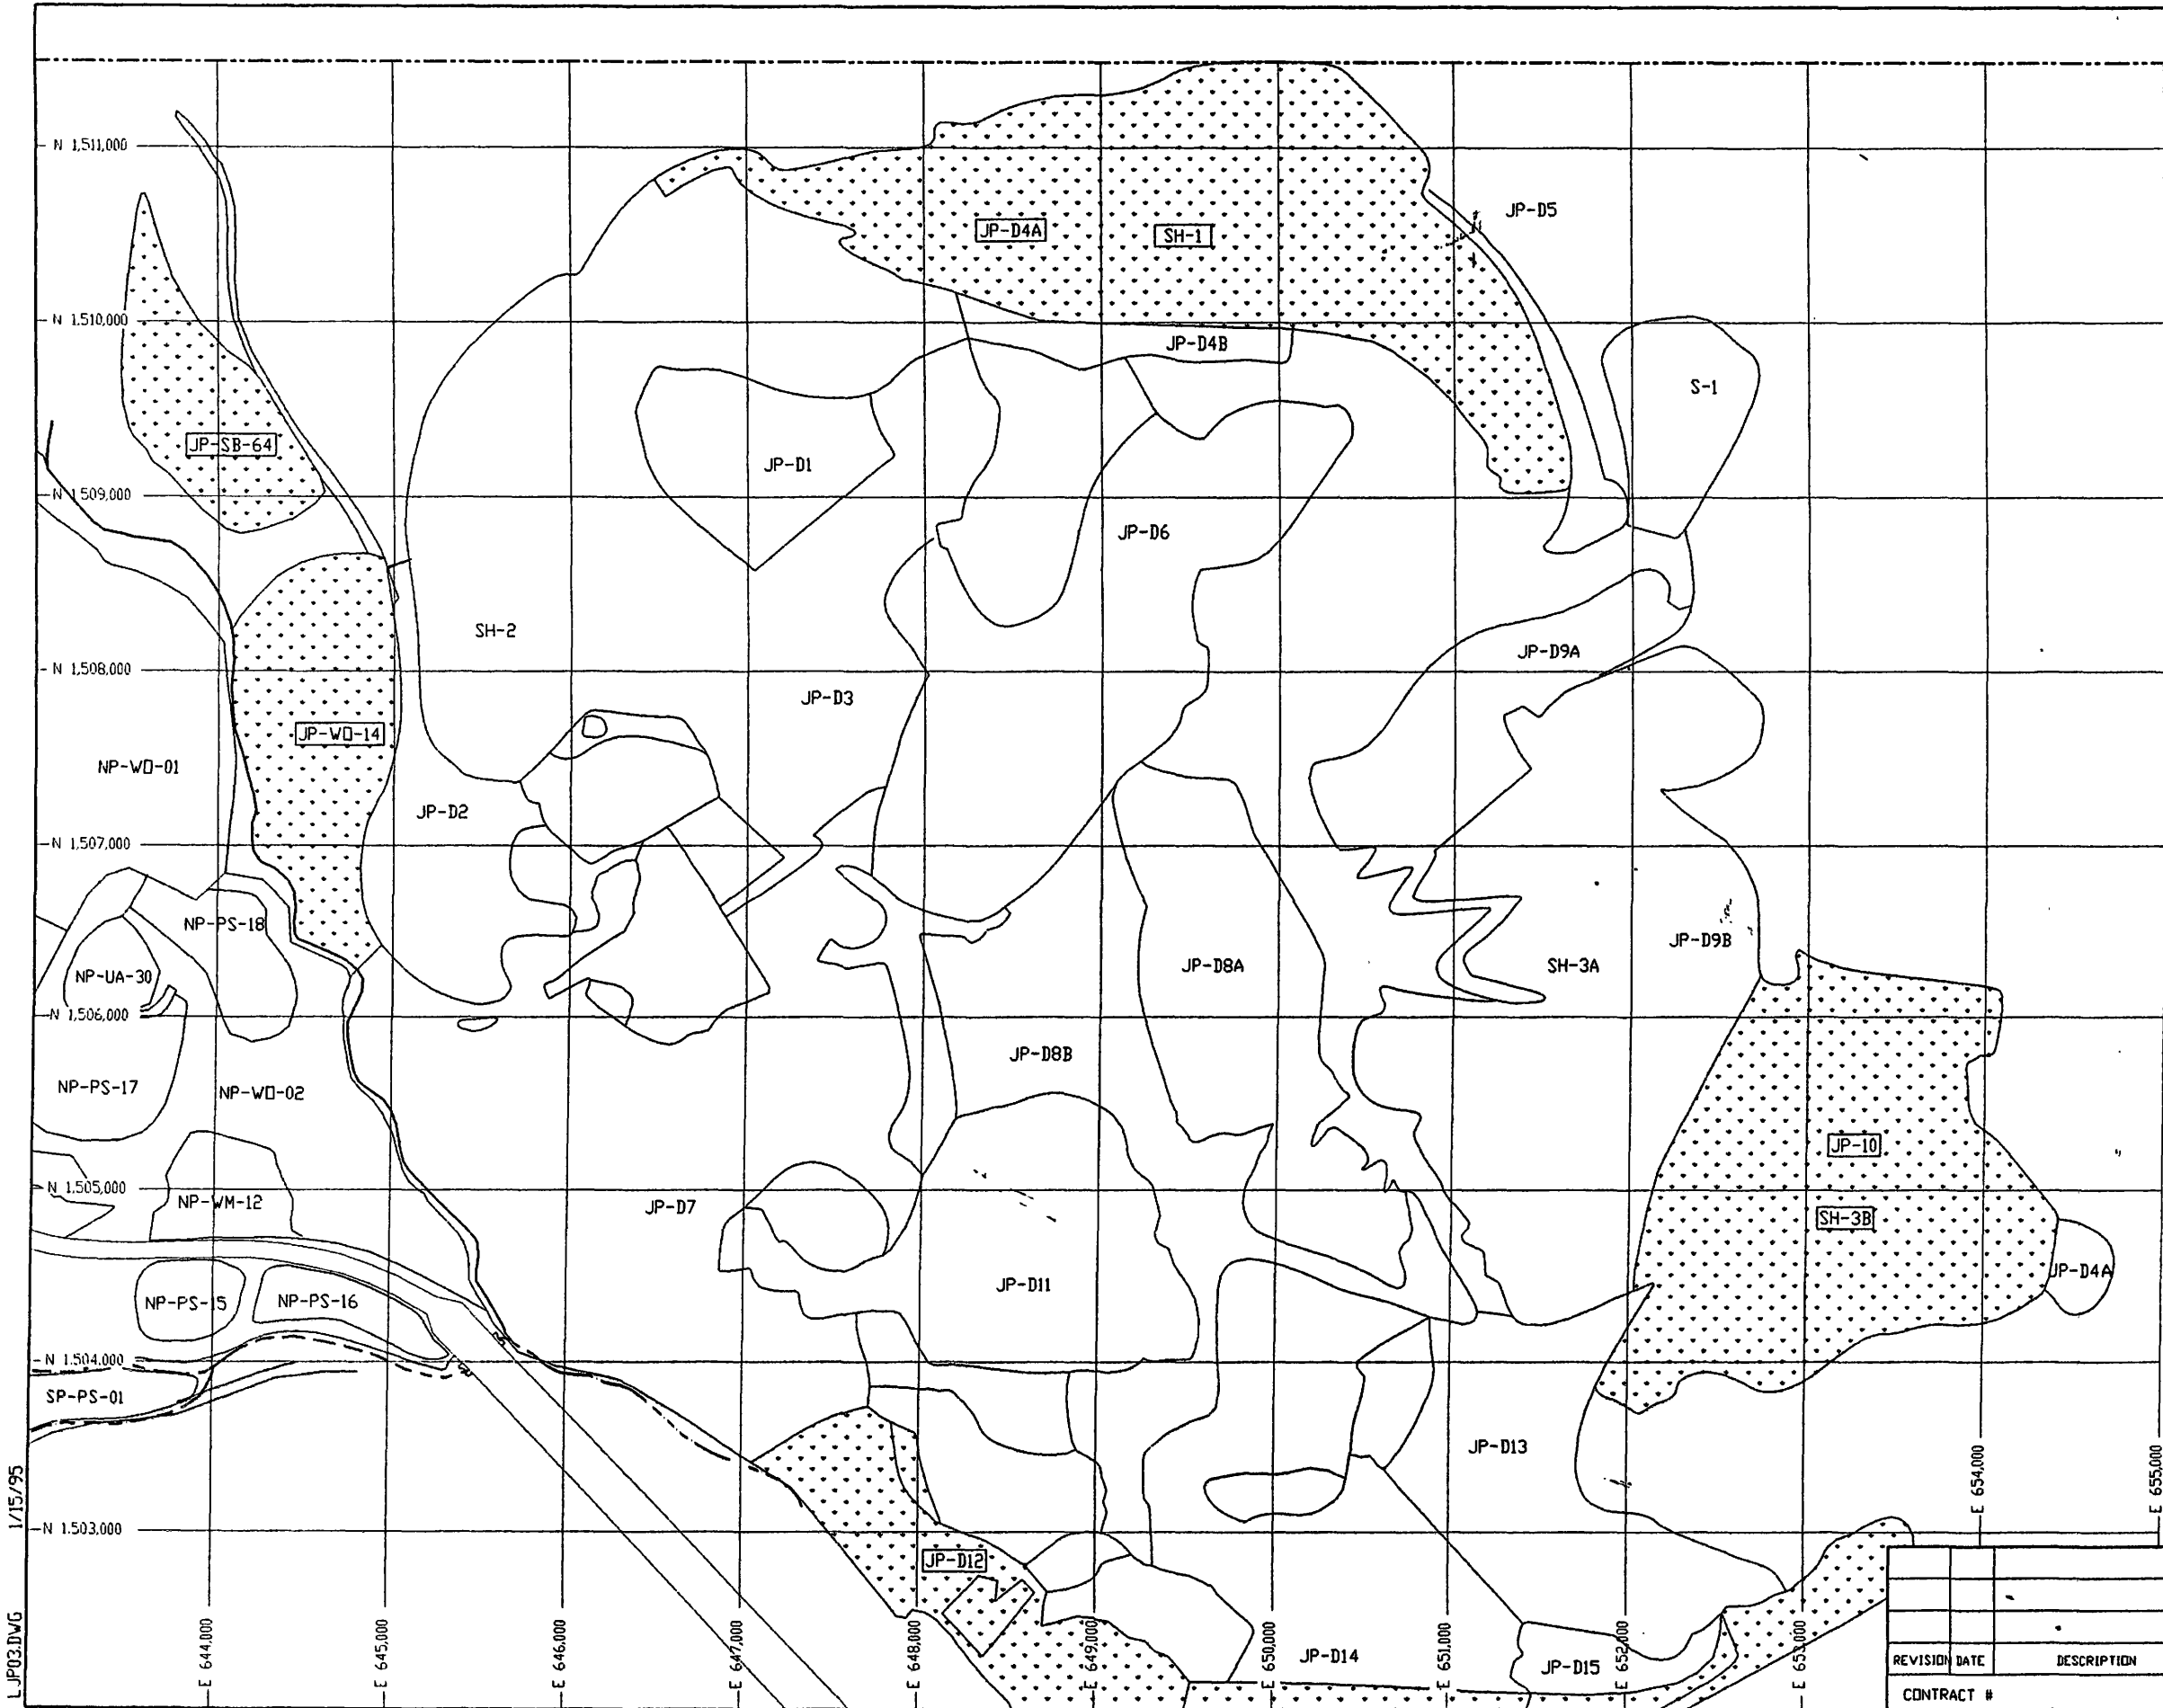 N 1,511,000
JP-D5
JP-D4A
SH-1
N 1,510,000
JP-D4B
S-1
JP-SB-64
JP-D1
N 1,509,000
JP-D6
SH-2
JP-D9A
N 1,508,000
JP-D3
JP-WO-14
NP-WO-01
JP-D2
N 1,507,000
NP-PS-18
JP-D9B
NP-UA-30
JP-D8A
SH-3A
N 1,506,000
JP-D8B
NP-PS-17
NP-WO-02
JP-10
N 1,505,000
NP-WM-12
JP-D7
SH-3B
JP-D4A
JP-D11
NP-PS-15
NP-PS-16
N 1,504,000
SP-PS-01
JP-D13
N 1,503,000
JP-D12
JP-D14
JP-D15
E 644,000
E 645,000
E 646,000
E 647,000
E 648,000
E 649,000
E 650,000
E 651,000
E 652,000
E 653,000
E 654,000
E 655,000
LJP03.DWG 1/15/95
REVISION DATE DESCRIPTION
CONTRACT #